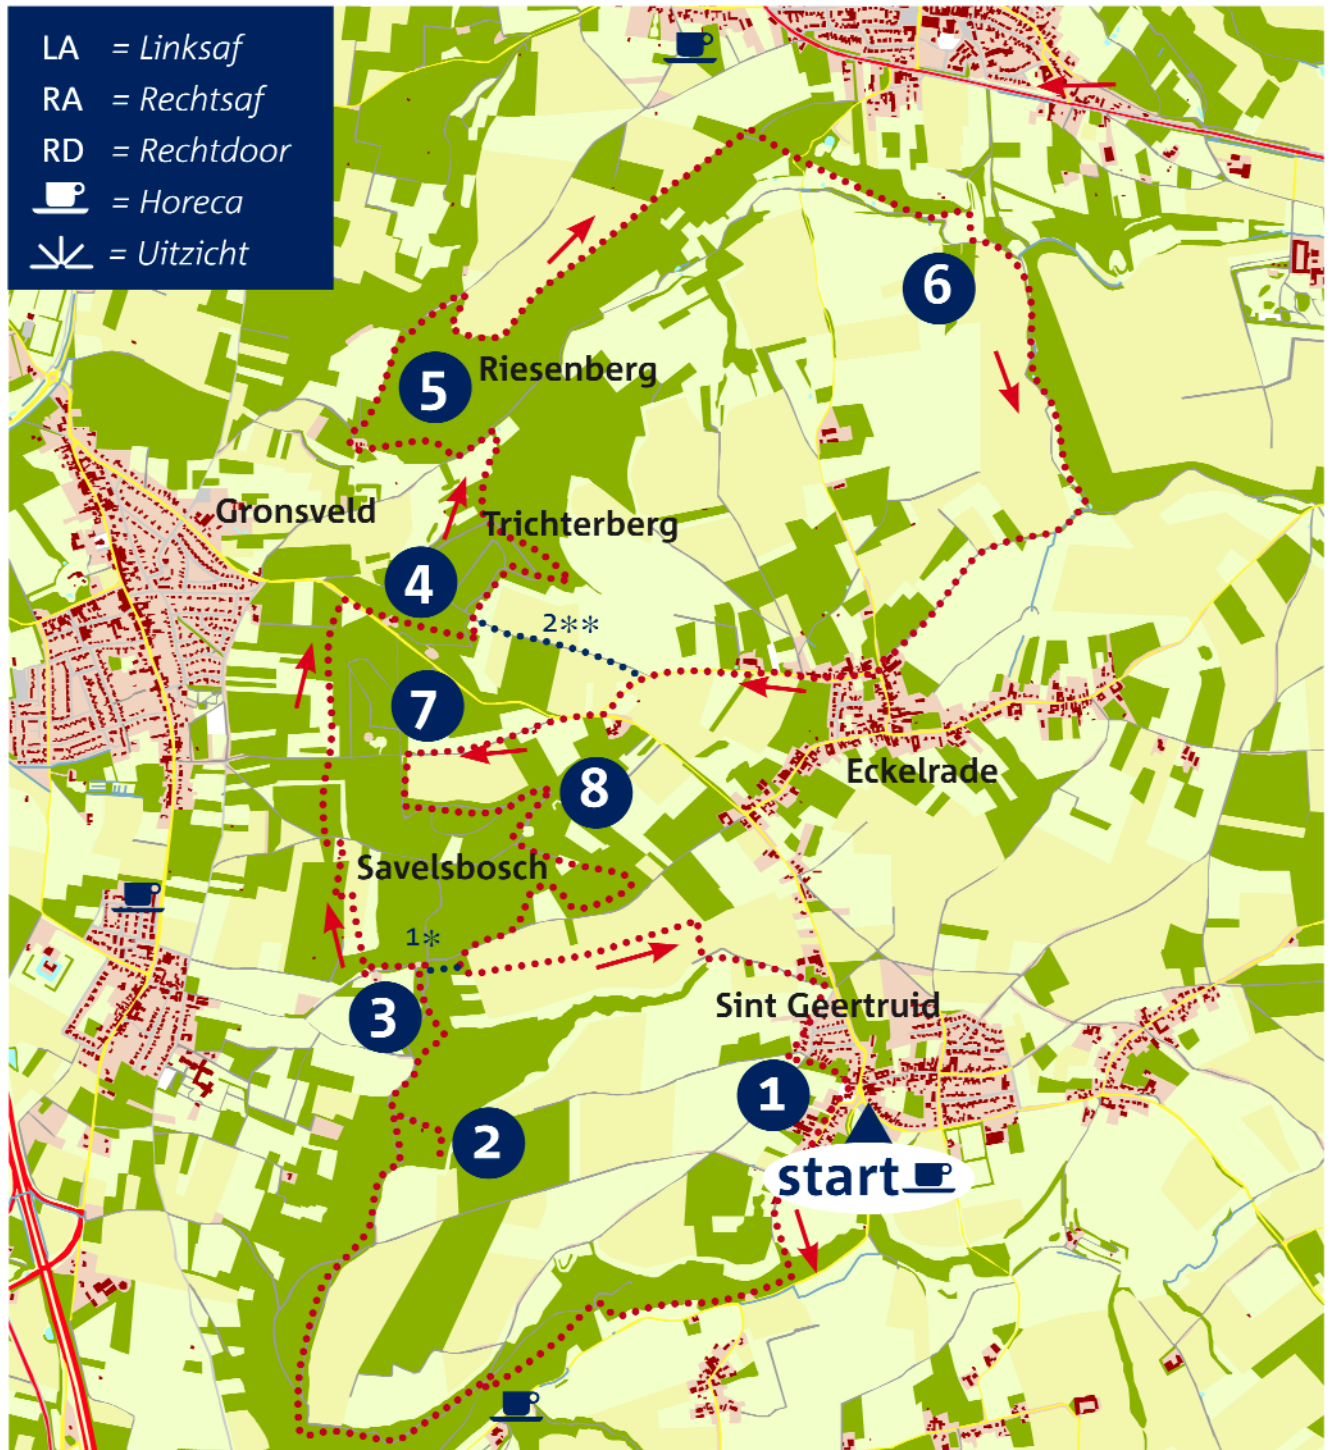 LA = Linksaf
RA = Rechtsaf
RD = Rechtdoor
= Horeca
= Uitzicht
6
5
Riesenberg
Gronsveld
Trichterberg
4
2**
7
Eckelrade
8
Savelsbosch
1*
3
Sint Geertruid
1
2
start